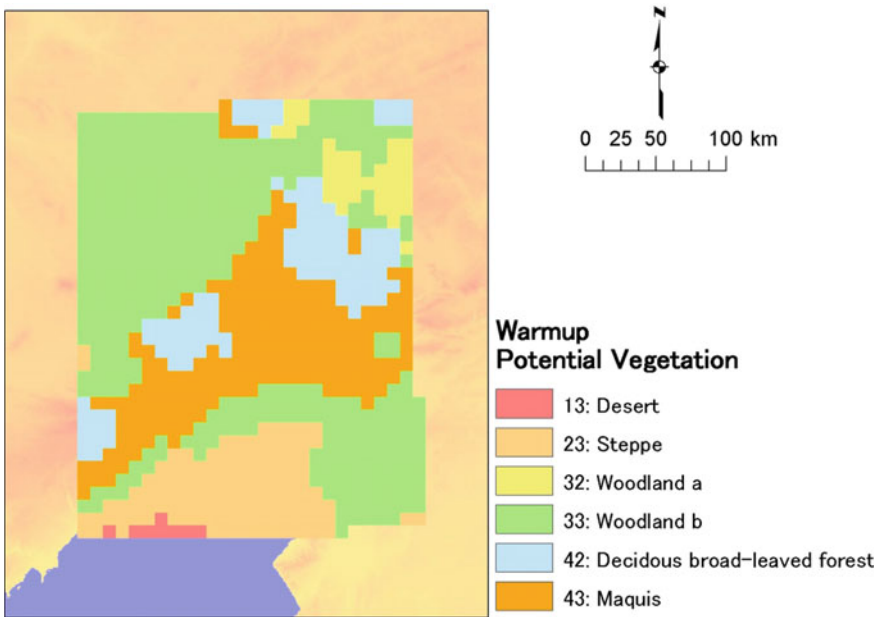 N
0 25 50 100 km
Warmup
Potential Vegetation
13: Desert
23: Steppe
32: Woodland a
33: Woodland b
42: Decidous broad-leaved forest
43: Maquis